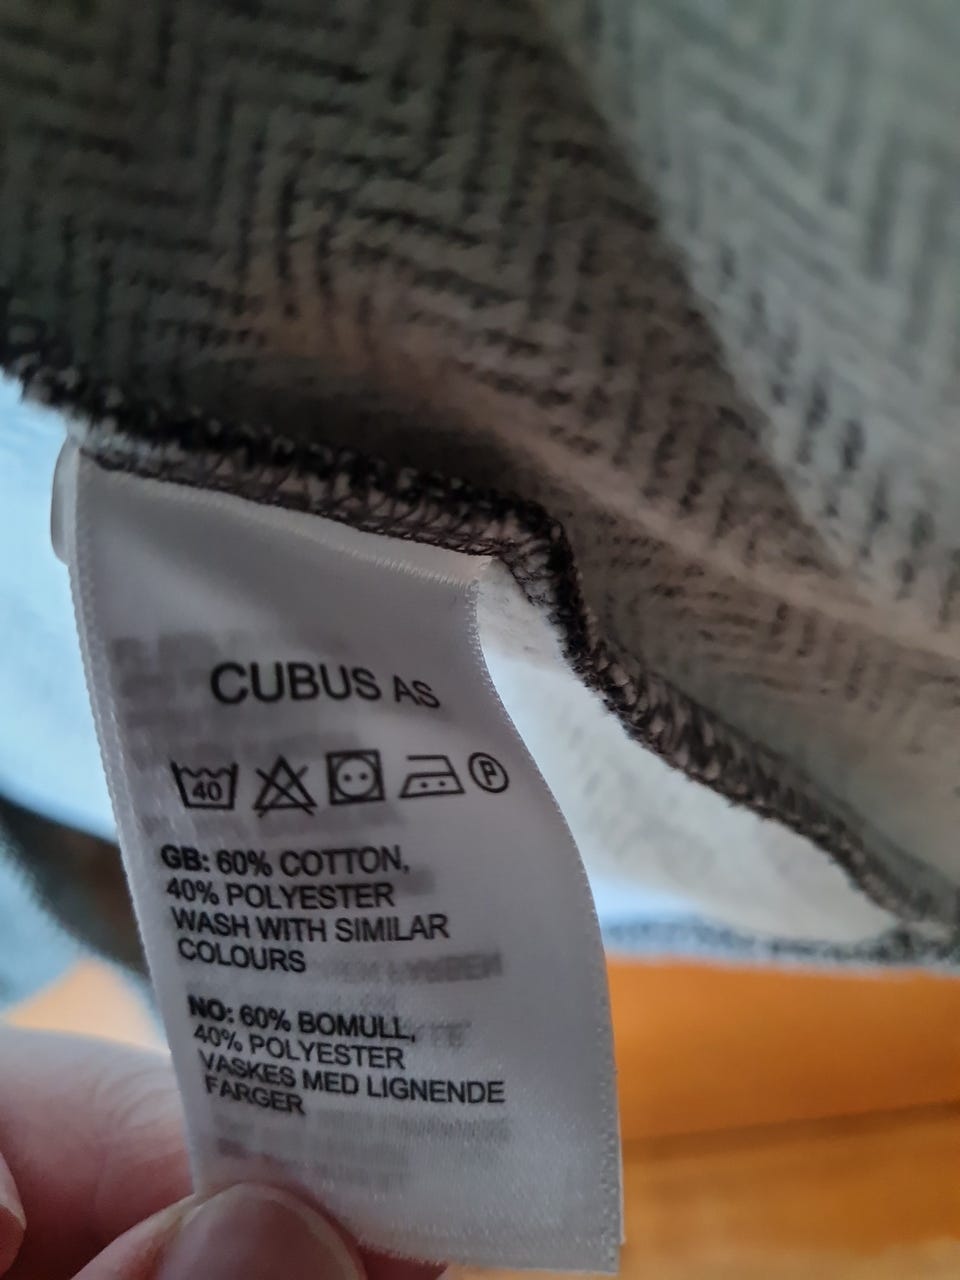 CUBUS AS
40 P
GB: 60% COTTON,
40% POLYESTER
WASH WITH SIMILAR
COLOURS
NO: 60% BOMULL,
40% POLYESTER
VASKES MED LIGNENDE
FARGER